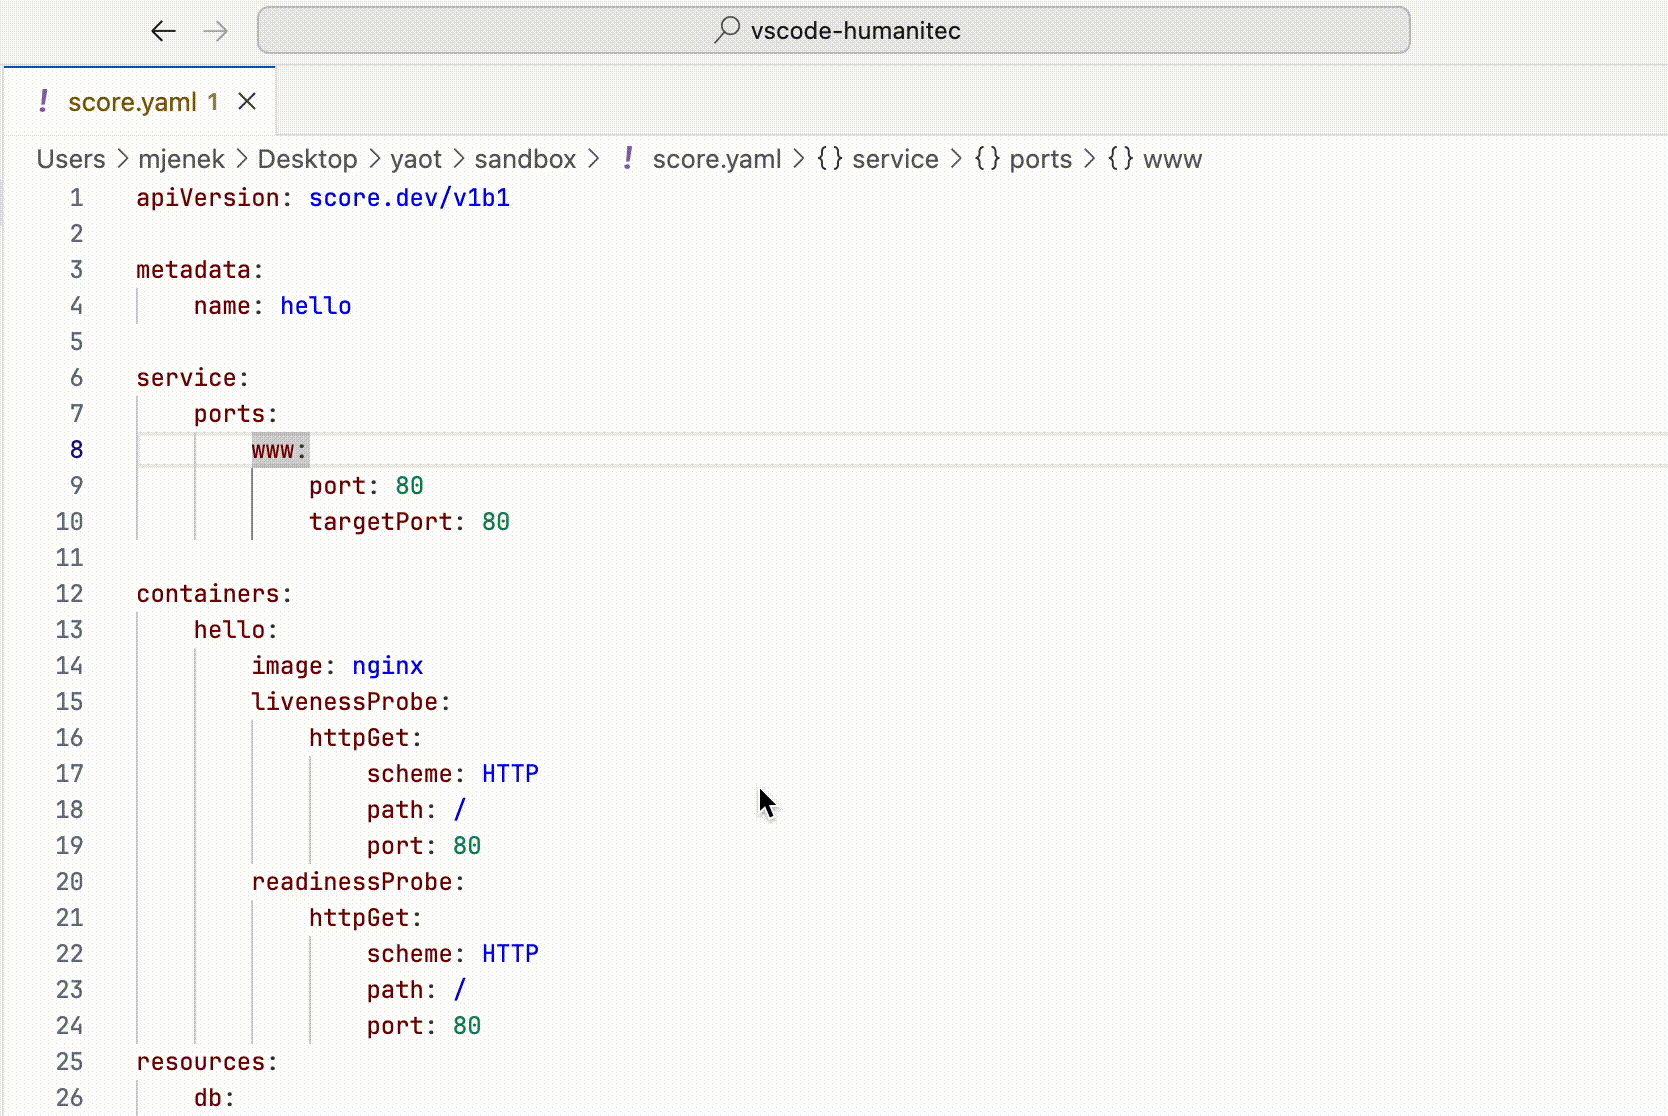 vscode-humanitec
! score.yaml 1
Users > mjenek > Desktop > yaot > sandbox > ! score.yaml > {} service > {} ports > {} www
1 apiVersion: score.dev/v1b1
2
3 metadata:
4     name: hello
5
6 service:
7     ports:
8         www:
9             port: 80
10             targetPort: 80
11
12 containers:
13     hello:
14         image: nginx
15         livenessProbe:
16             httpGet:
17                 scheme: HTTP
18                 path: /
19                 port: 80
20         readinessProbe:
21             httpGet:
22                 scheme: HTTP
23                 path: /
24                 port: 80
25 resources:
26     db: